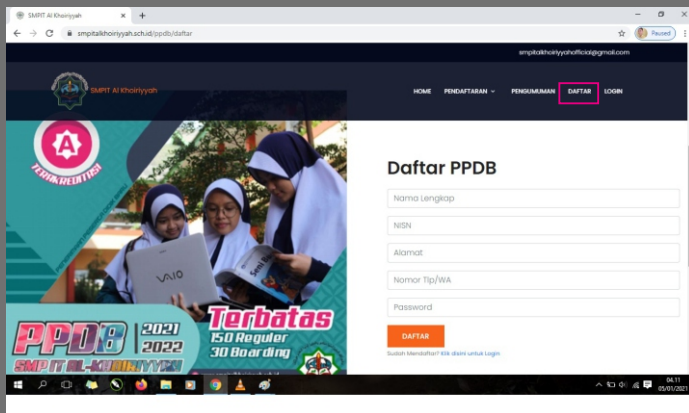 SMPIT Al Khoiriyyah
smpitalkhoiriyyah.sch.id/ppdb/daftar
Paused
smpitalkhoiriyyahofficial@gmail.com
SMPIT Al Khoiriyyah
HOME PENDAFTARAN PENGUMUMAN DAFTAR LOGIN
A
TERAKREDITASI
VAIO
Seni Budaya
PPDB 2021
2022
SMP IT AL-KHOIRIYYAH
Terbatas
150 Reguler
30 Boarding
Daftar PPDB
Nama Lengkap
NISN
Alamat
Nomor Tlp/WA
Password
DAFTAR
Sudah Mendaftar? Klik disini untuk Login
04.11
05/01/2021